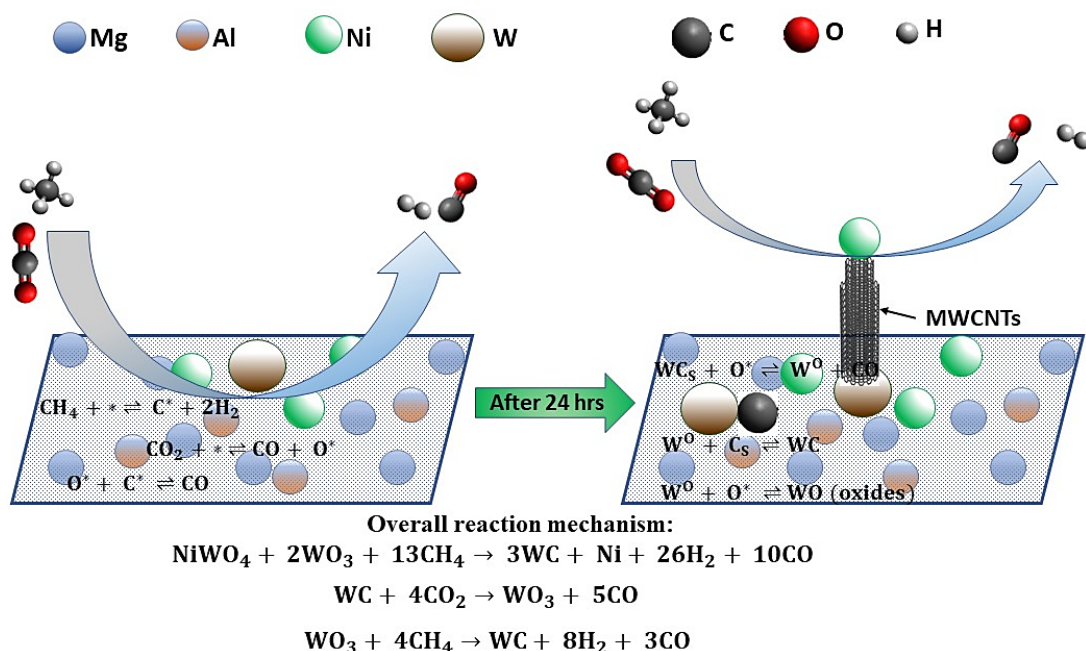 Mg Al Ni W C O H
CH₄ + * ⇌ C* + 2H₂
CO₂ + * ⇌ CO + O*
O* + C* ⇌ CO
After 24 hrs
MWCNTs
WCₛ + O* ⇌ W⁰ + CO
W⁰ + Cₛ ⇌ WC
W⁰ + O* ⇌ WO (oxides)
Overall reaction mechanism:
NiWO₄ + 2WO₃ + 13CH₄ → 3WC + Ni + 26H₂ + 10CO
WC + 4CO₂ → WO₃ + 5CO
WO₃ + 4CH₄ → WC + 8H₂ + 3CO